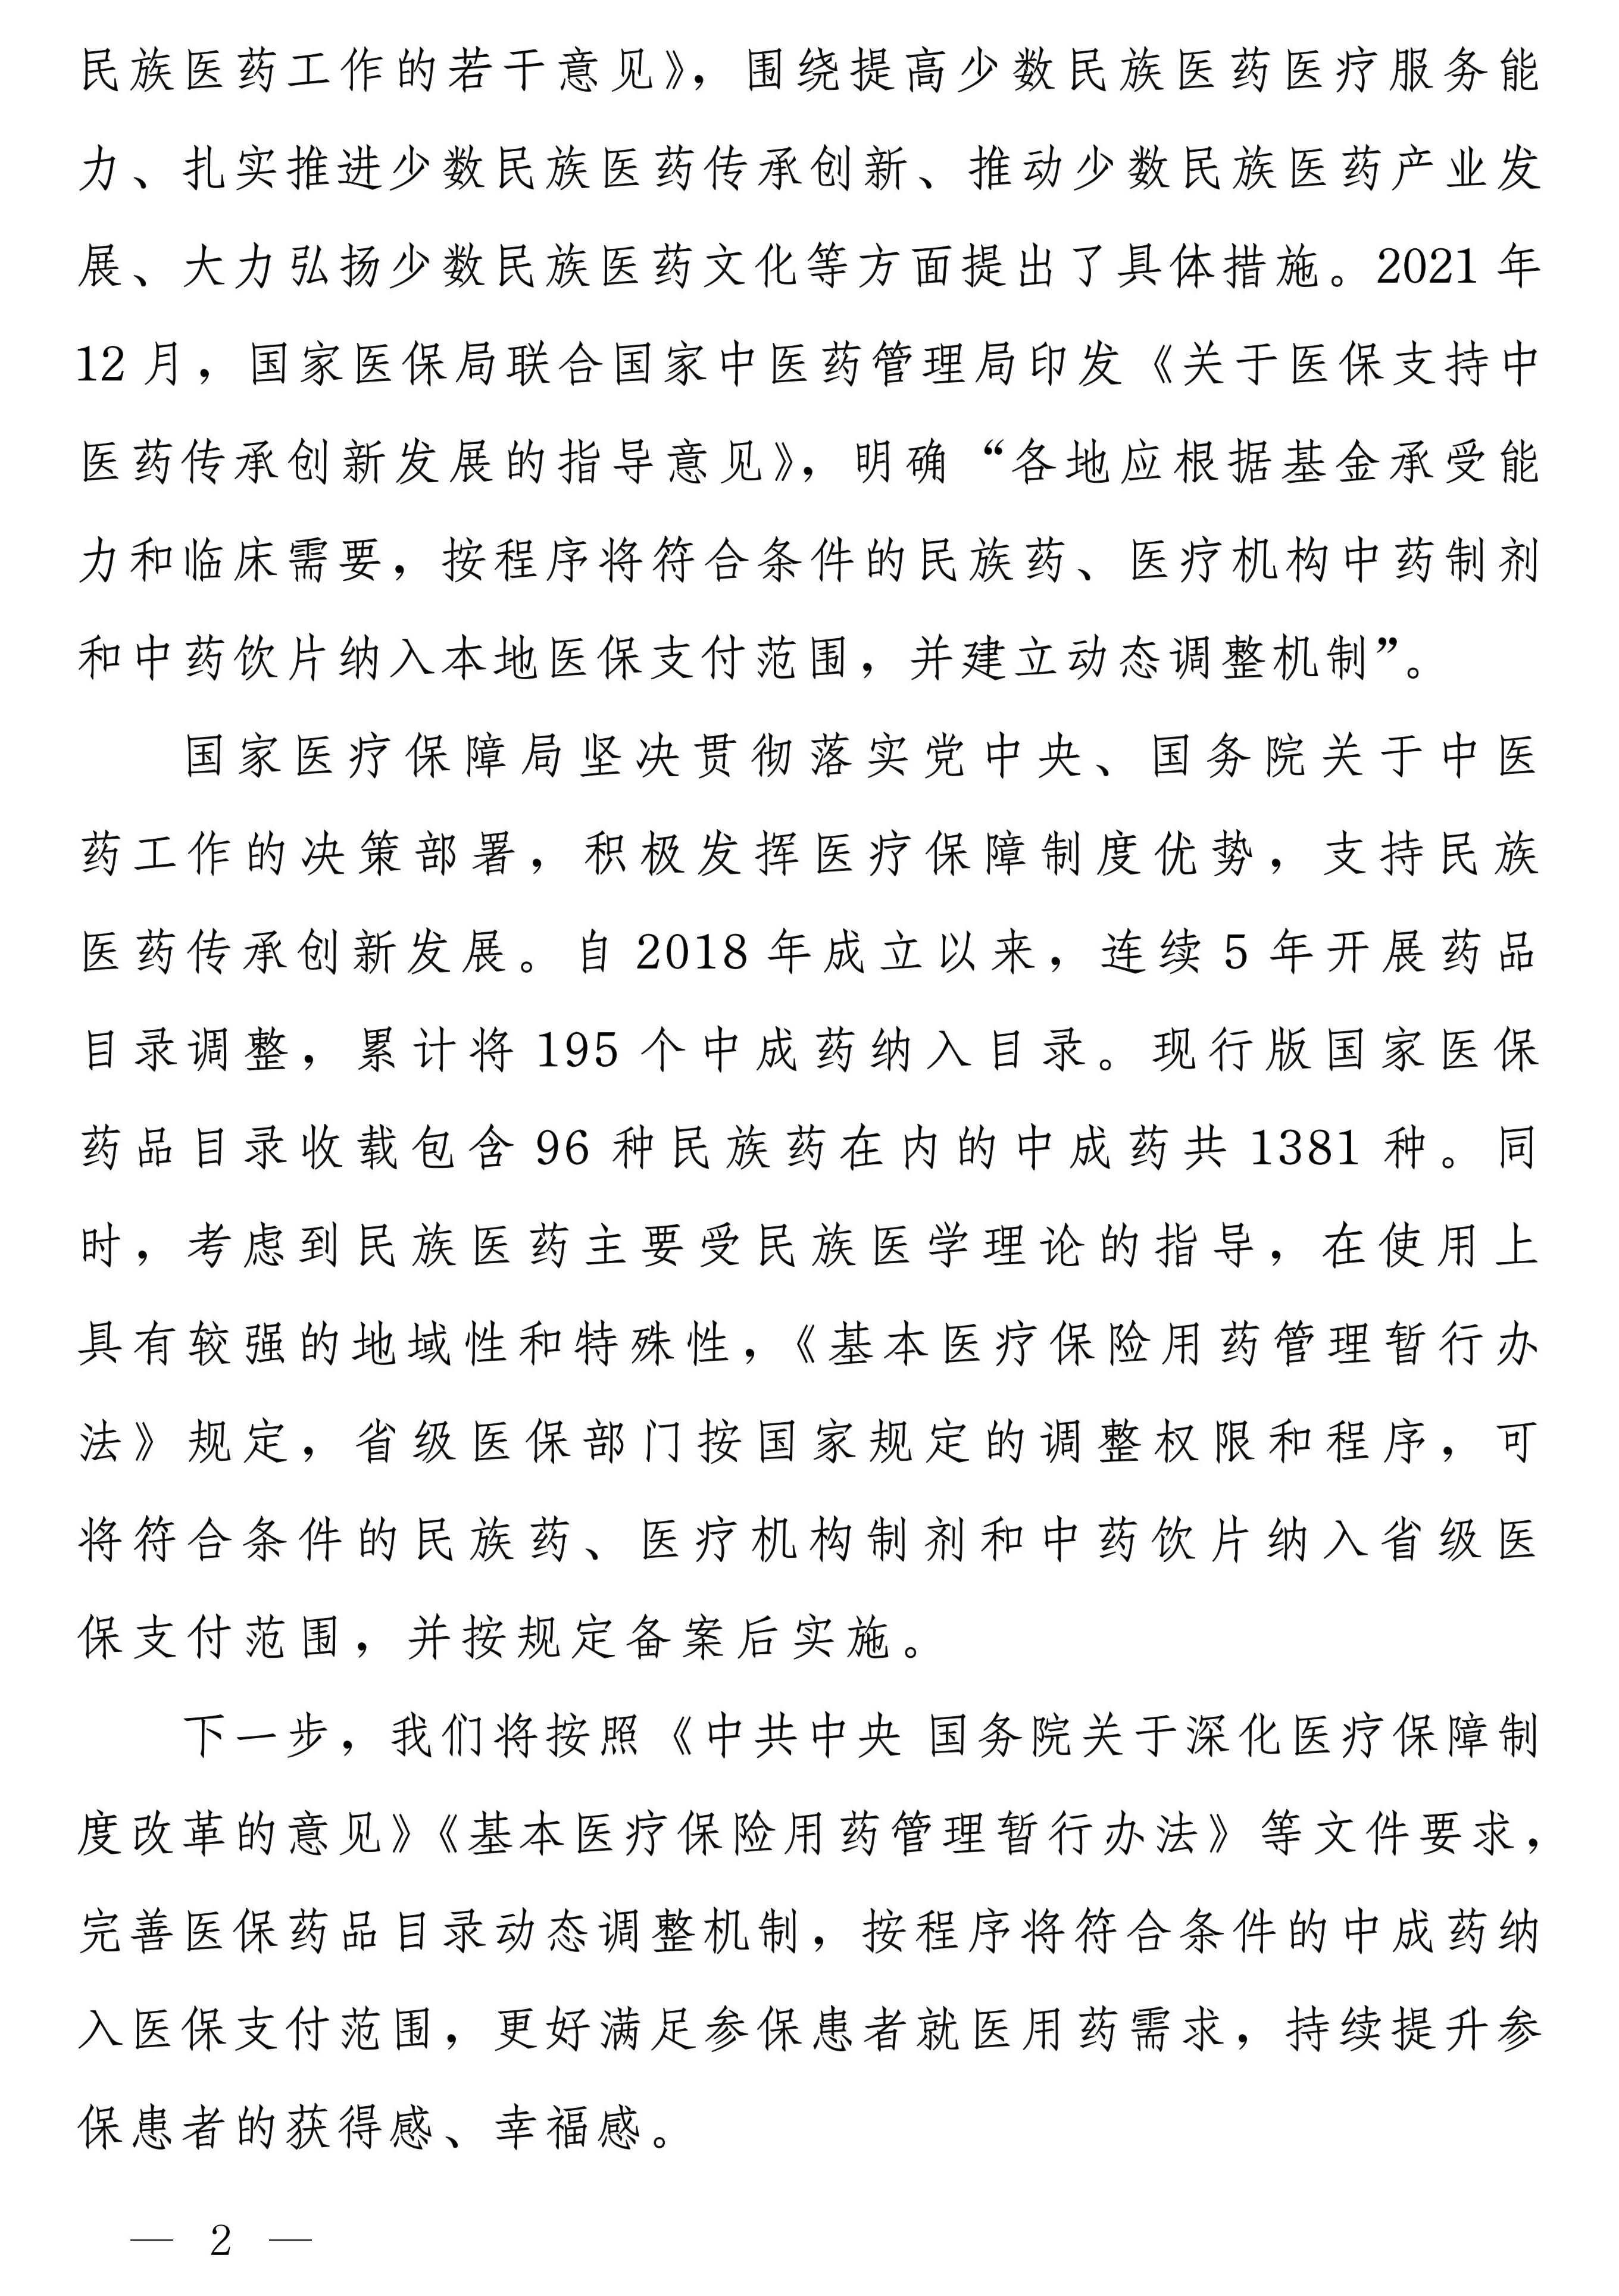 民族医药工作的若干意见》，围绕提高少数民族医药医疗服务能
力、扎实推进少数民族医药传承创新、推动少数民族医药产业发
展、大力弘扬少数民族医药文化等方面提出了具体措施。2021 年
12 月，国家医保局联合国家中医药管理局印发《关于医保支持中
医药传承创新发展的指导意见》，明确“各地应根据基金承受能
力和临床需要，按程序将符合条件的民族药、医疗机构中药制剂
和中药饮片纳入本地医保支付范围，并建立动态调整机制”。
国家医疗保障局坚决贯彻落实党中央、国务院关于中医
药工作的决策部署，积极发挥医疗保障制度优势，支持民族
医药传承创新发展。自 2018 年成立以来，连续 5 年开展药品
目录调整，累计将 195 个中成药纳入目录。现行版国家医保
药品目录收载包含 96 种民族药在内的中成药共 1381 种。同
时，考虑到民族医药主要受民族医学理论的指导，在使用上
具有较强的地域性和特殊性，《基本医疗保险用药管理暂行办
法》规定，省级医保部门按国家规定的调整权限和程序，可
将符合条件的民族药、医疗机构制剂和中药饮片纳入省级医
保支付范围，并按规定备案后实施。
下一步，我们将按照《中共中央 国务院关于深化医疗保障制
度改革的意见》《基本医疗保险用药管理暂行办法》等文件要求，
完善医保药品目录动态调整机制，按程序将符合条件的中成药纳
入医保支付范围，更好满足参保患者就医用药需求，持续提升参
保患者的获得感、幸福感。
— 2 —